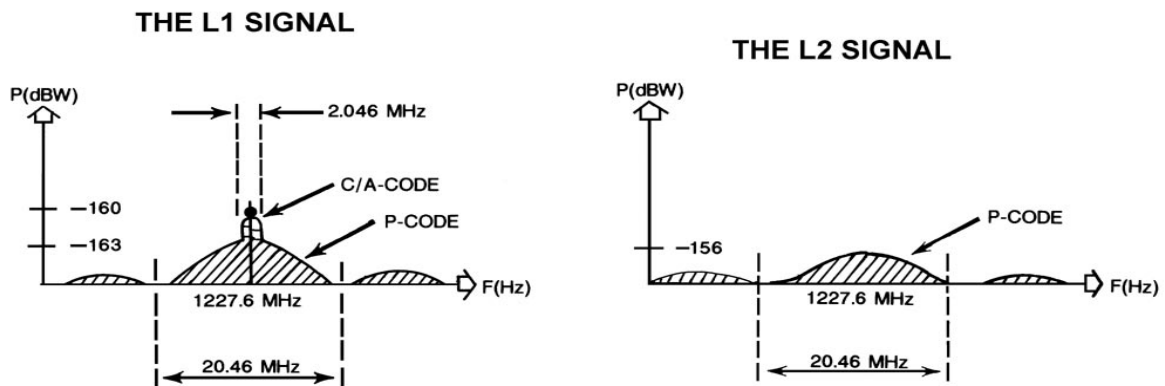 THE L1 SIGNAL
P(dBW)
2.046 MHz
C/A-CODE
P-CODE
−160
−163
F(Hz)
1227.6 MHz
20.46 MHz
THE L2 SIGNAL
P(dBW)
P-CODE
−156
F(Hz)
1227.6 MHz
20.46 MHz